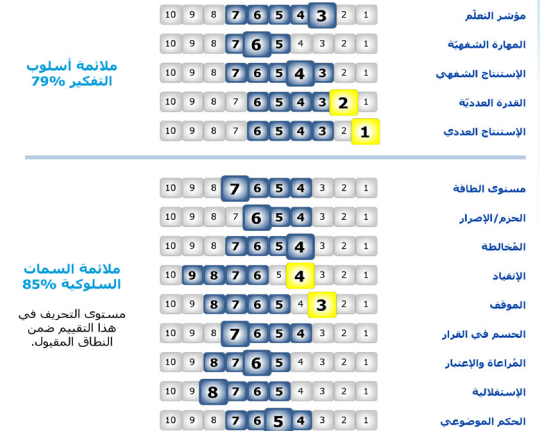 مؤشر التعلّم 1 2 3 4 5 6 7 8 9 10
المهارة الشفهيّة 1 2 3 4 5 6 7 8 9 10
الإستنتاج الشفهي 1 2 3 4 5 6 7 8 9 10
القدرة العدديّة 1 2 3 4 5 6 7 8 9 10
الإستنتاج العددي 1 2 3 4 5 6 7 8 9 10
ملائمة أسلوب
التفكير 79%
مستوى الطاقة 1 2 3 4 5 6 7 8 9 10
الحزم/الإصرار 1 2 3 4 5 6 7 8 9 10
المُخالطة 1 2 3 4 5 6 7 8 9 10
الإنقياد 1 2 3 4 5 6 7 8 9 10
الموقف 1 2 3 4 5 6 7 8 9 10
الحسم في القرار 1 2 3 4 5 6 7 8 9 10
المُراعاة والإعتبار 1 2 3 4 5 6 7 8 9 10
الإستقلالية 1 2 3 4 5 6 7 8 9 10
الحكم الموضوعي 1 2 3 4 5 6 7 8 9 10
ملائمة السمات
السلوكية 85%
مستوى التحريف في
هذا التقييم ضمن
النطاق المقبول.